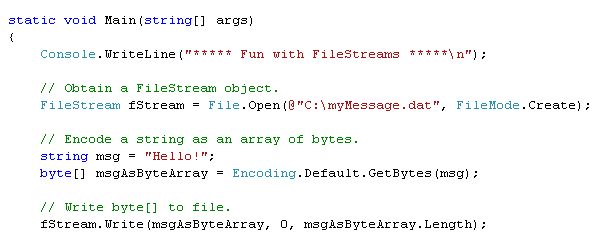 static void Main(string[] args)
{
    Console.WriteLine("***** Fun with FileStreams *****\n");
    // Obtain a FileStream object.
    FileStream fStream = File.Open(@"C:\myMessage.dat", FileMode.Create);
    // Encode a string as an array of bytes.
    string msg = "Hello!";
    byte[] msgAsByteArray = Encoding.Default.GetBytes(msg);
    // Write byte[] to file.
    fStream.Write(msgAsByteArray, 0, msgAsByteArray.Length);